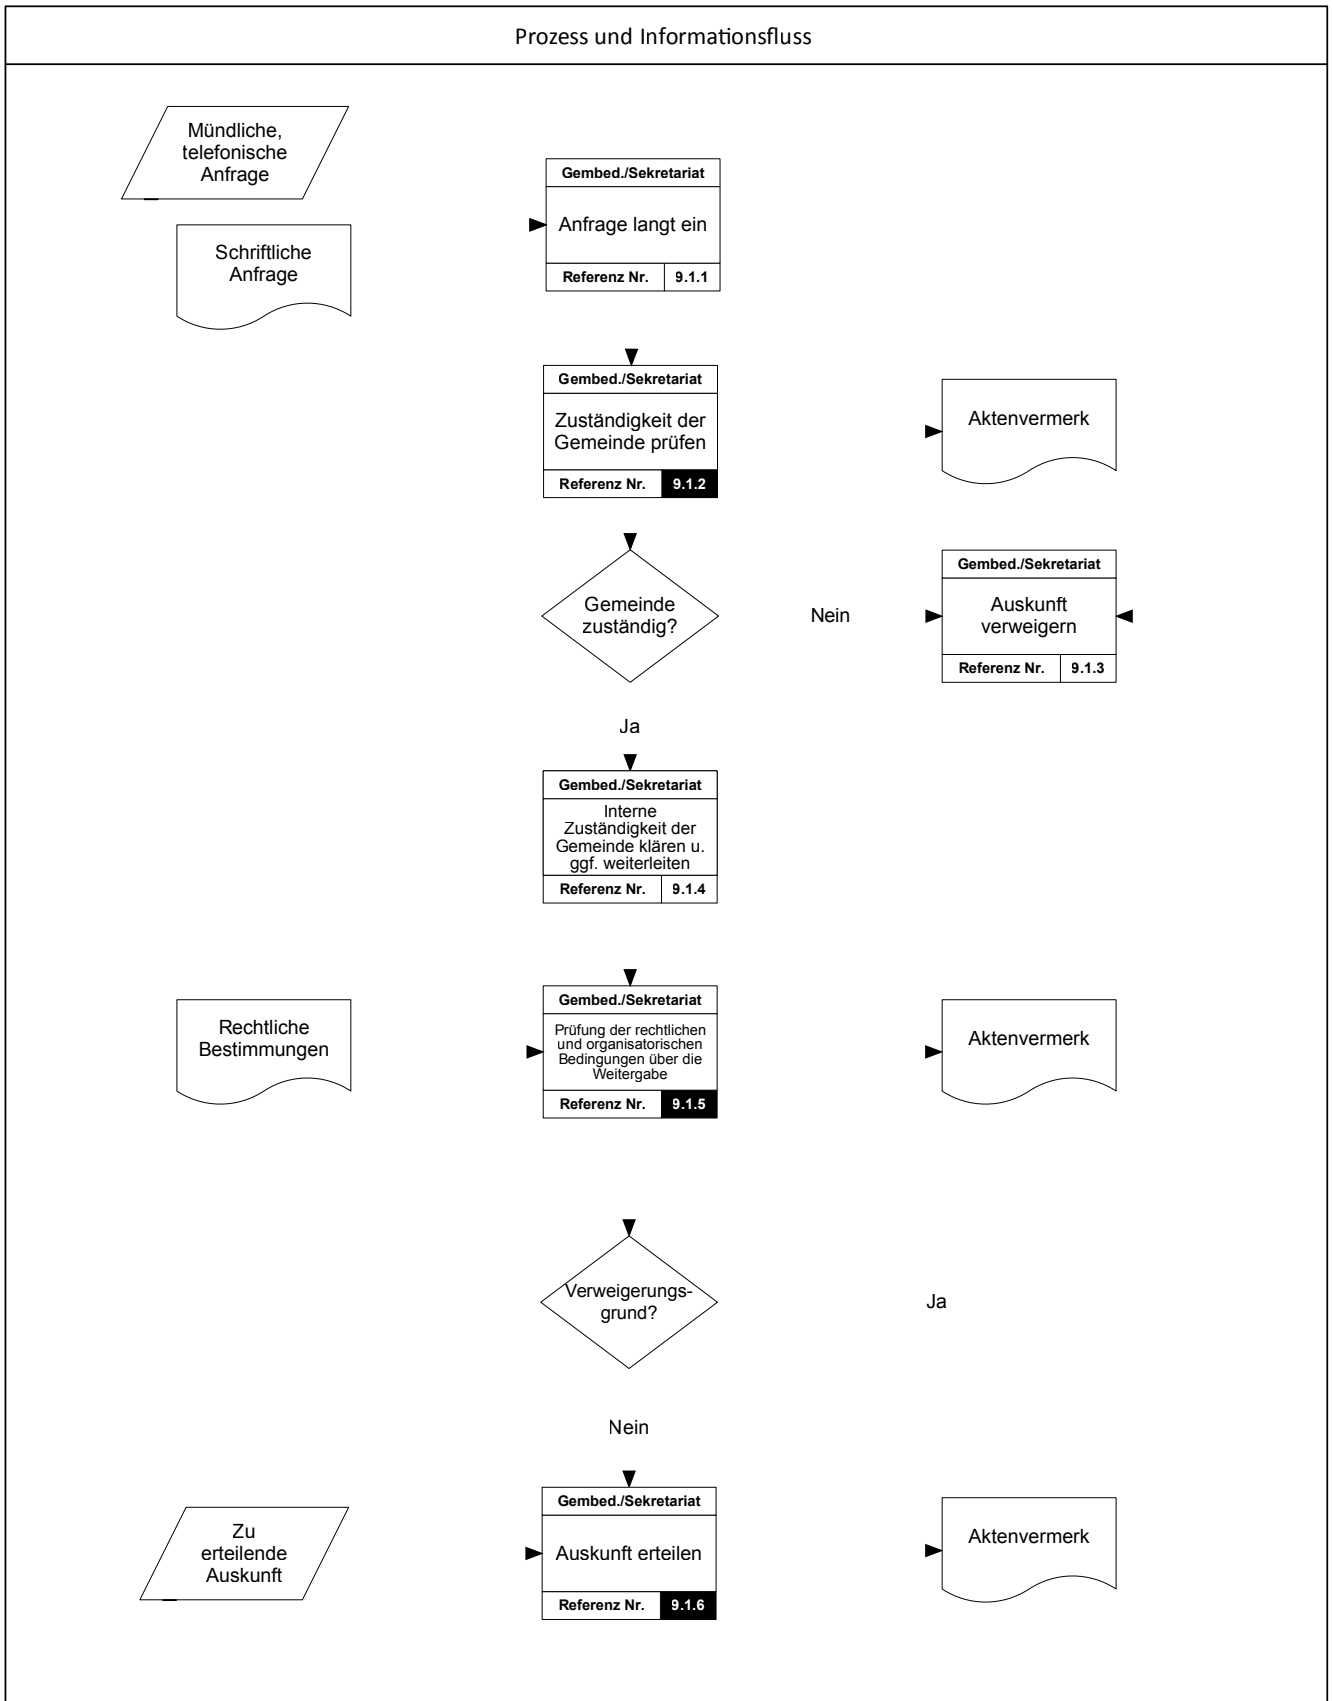 Prozess und Informationsfluss
Mündliche,
telefonische
Anfrage
Gembed./Sekretariat
Anfrage langt ein
Referenz Nr. 9.1.1
Schriftliche
Anfrage
Gembed./Sekretariat
Zuständigkeit der
Gemeinde prüfen
Referenz Nr. 9.1.2
Aktenvermerk
Gemeinde
zuständig?
Nein
Gembed./Sekretariat
Auskunft
verweigern
Referenz Nr. 9.1.3
Ja
Gembed./Sekretariat
Interne
Zuständigkeit der
Gemeinde klären u.
ggf. weiterleiten
Referenz Nr. 9.1.4
Rechtliche
Bestimmungen
Gembed./Sekretariat
Prüfung der rechtlichen
und organisatorischen
Bedingungen über die
Weitergabe
Referenz Nr. 9.1.5
Aktenvermerk
Verweigerungs-
grund?
Ja
Nein
Zu
erteilende
Auskunft
Gembed./Sekretariat
Auskunft erteilen
Referenz Nr. 9.1.6
Aktenvermerk